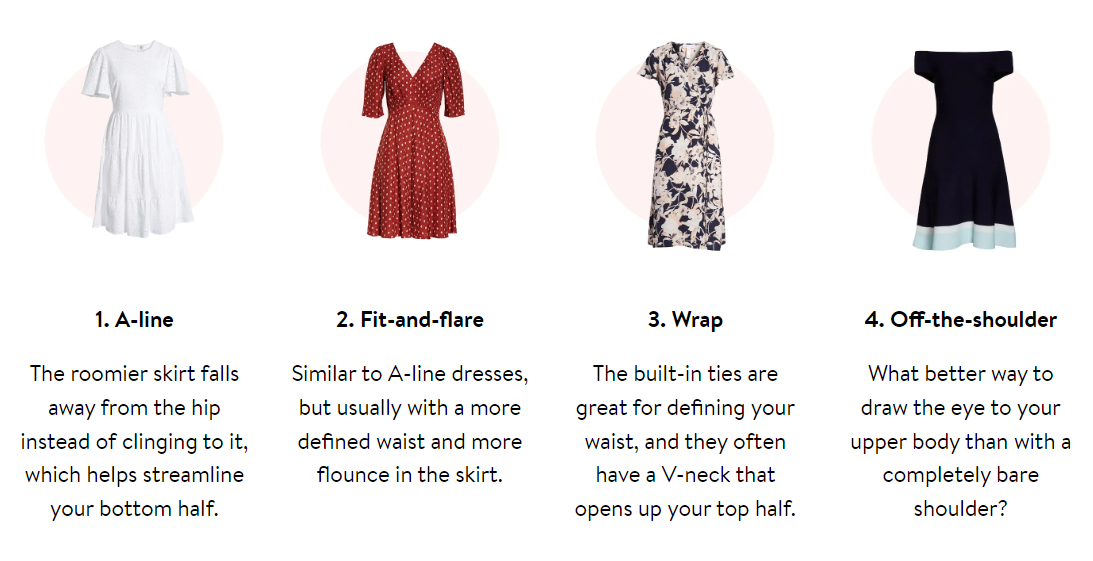 1. A-line
The roomier skirt falls
away from the hip
instead of clinging to it,
which helps streamline
your bottom half.
2. Fit-and-flare
Similar to A-line dresses,
but usually with a more
defined waist and more
flounce in the skirt.
3. Wrap
The built-in ties are
great for defining your
waist, and they often
have a V-neck that
opens up your top half.
4. Off-the-shoulder
What better way to
draw the eye to your
upper body than with a
completely bare
shoulder?